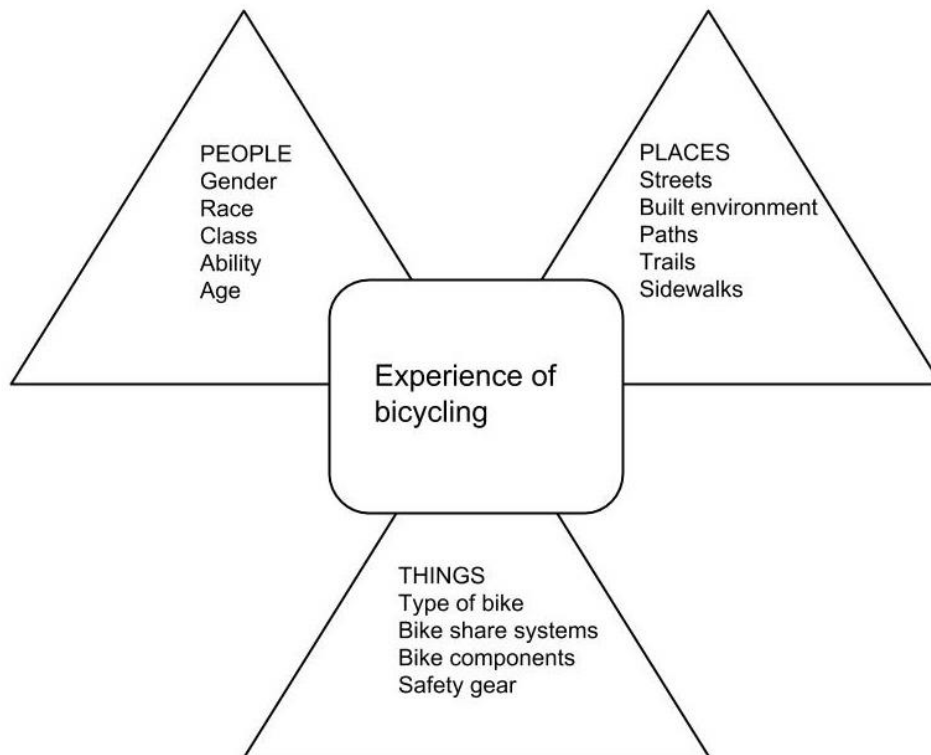 PEOPLE
Gender
Race
Class
Ability
Age
PLACES
Streets
Built environment
Paths
Trails
Sidewalks
Experience of
bicycling
THINGS
Type of bike
Bike share systems
Bike components
Safety gear